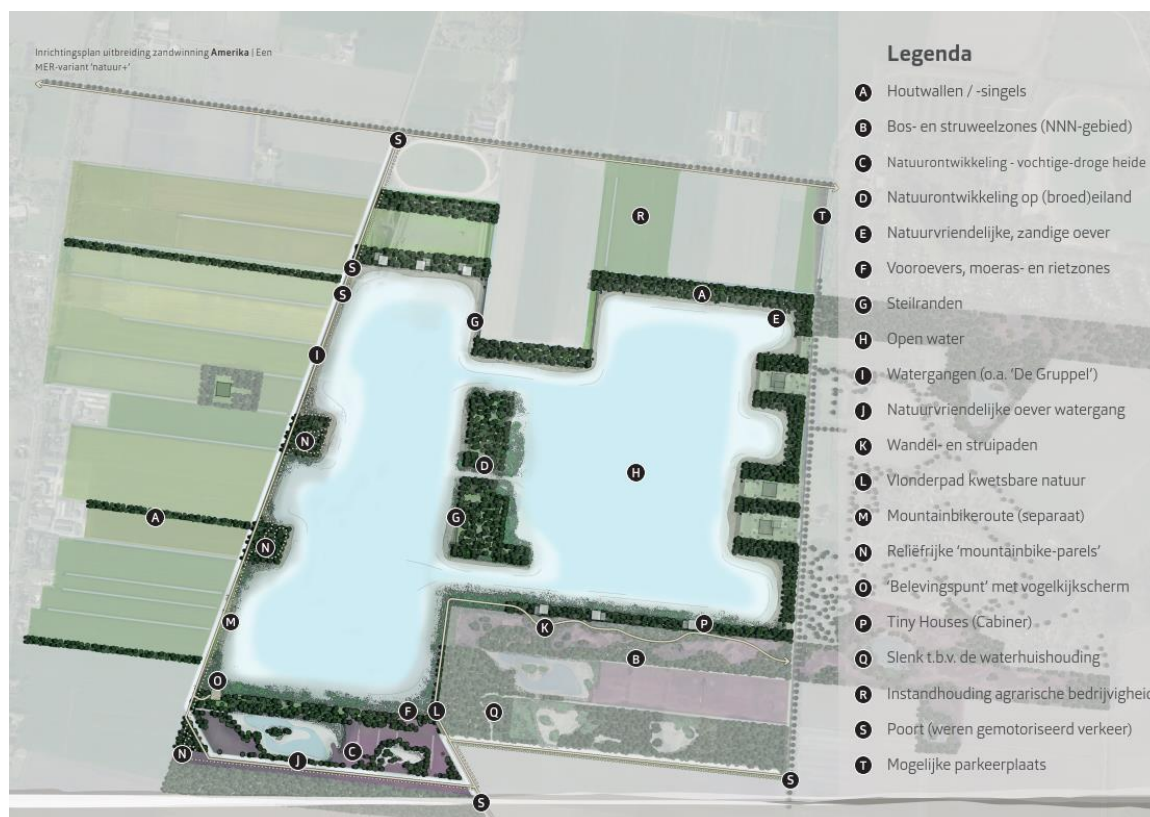 Inrichtingsplan uitbreiding zandwinning Amerika | Een
MER-variant 'natuur+'
Legenda
A Houtwallen / -singels
B Bos- en struweelzones (NNN-gebied)
C Natuurontwikkeling - vochtige-droge heide
D Natuurontwikkeling op (broed)eiland
E Natuurvriendelijke, zandige oever
F Vooroevers, moeras- en rietzones
G Steilranden
H Open water
I Watergangen (o.a. 'De Gruppel')
J Natuurvriendelijke oever watergang
K Wandel- en struipaden
L Vlonderpad kwetsbare natuur
M Mountainbikeroute (separaat)
N Reliëfrijke 'mountainbike-parels'
O 'Belevingspunt' met vogelkijkscherm
P Tiny Houses (Cabiner)
Q Slenk t.b.v. de waterhuishouding
R Instandhouding agrarische bedrijvigheid
S Poort (weren gemotoriseerd verkeer)
T Mogelijke parkeerplaats
S
R
T
S
S
A
E
G
I
N
D
H
A
G
N
M
K
P
B
O
F
L
Q
N
J
C
S
S